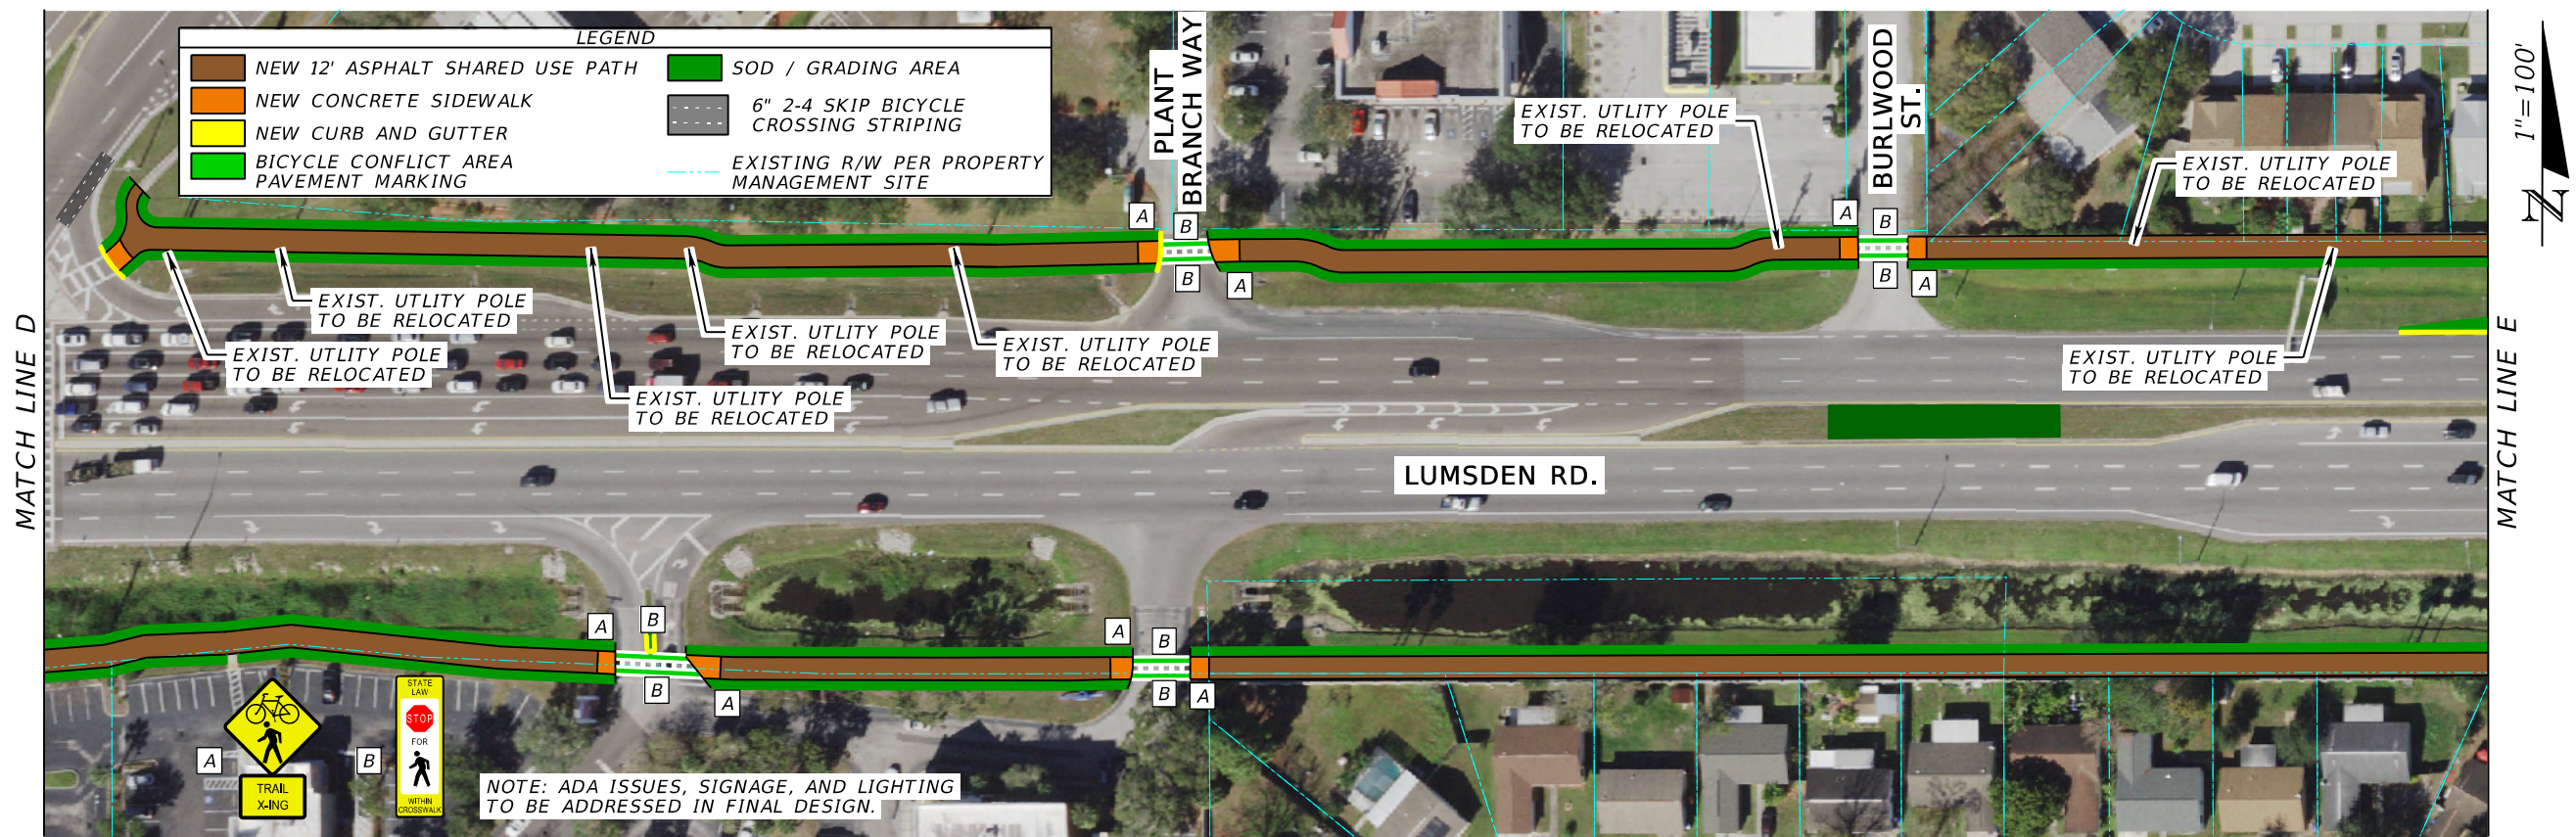 LEGEND
NEW 12' ASPHALT SHARED USE PATH
NEW CONCRETE SIDEWALK
NEW CURB AND GUTTER
BICYCLE CONFLICT AREA
PAVEMENT MARKING
SOD / GRADING AREA
6" 2-4 SKIP BICYCLE
CROSSING STRIPING
EXISTING R/W PER PROPERTY
MANAGEMENT SITE
PLANT
BRANCH WAY
BURLWOOD
ST.
1"=100'
N
EXIST. UTLITY POLE
TO BE RELOCATED
EXIST. UTLITY POLE
TO BE RELOCATED
A
B
A
B
B
A
B
A
EXIST. UTLITY POLE
TO BE RELOCATED
EXIST. UTLITY POLE
TO BE RELOCATED
EXIST. UTLITY POLE
TO BE RELOCATED
EXIST. UTLITY POLE
TO BE RELOCATED
EXIST. UTLITY POLE
TO BE RELOCATED
EXIST. UTLITY POLE
TO BE RELOCATED
MATCH LINE D
MATCH LINE E
LUMSDEN RD.
A
B
A
B
B
A
B
A
A
TRAIL
X-ING
B
STATE
LAW
STOP
FOR
WITHIN
CROSSWALK
NOTE: ADA ISSUES, SIGNAGE, AND LIGHTING
TO BE ADDRESSED IN FINAL DESIGN.